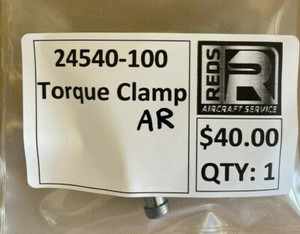 24540-100
Torque Clamp
AR
REDS
R
AIRCRAFT SERVICE
$40.00
QTY: 1